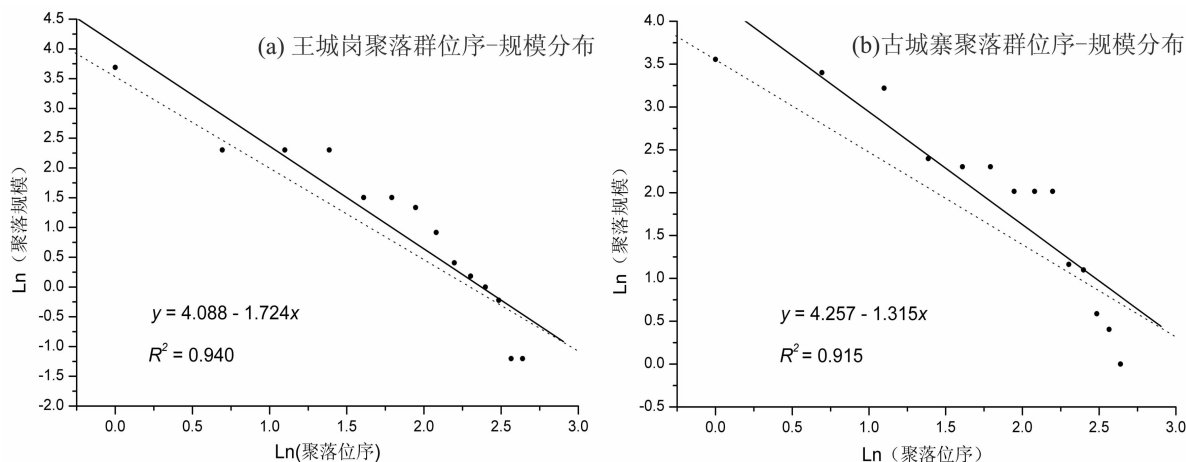 (a) 王城岗聚落群位序-规模分布
4.5
4.0
3.5
3.0
2.5
2.0
1.5
1.0
0.5
0.0
-0.5
-1.0
-1.5
-2.0
Ln（聚落规模）
y = 4.088 - 1.724x
R² = 0.940
0.0 0.5 1.0 1.5 2.0 2.5 3.0
Ln(聚落位序)
(b)古城寨聚落群位序-规模分布
4.0
3.5
3.0
2.5
2.0
1.5
1.0
0.5
0.0
-0.5
Ln（聚落规模）
y = 4.257 - 1.315x
R² = 0.915
0.0 0.5 1.0 1.5 2.0 2.5 3.0
Ln（聚落位序）